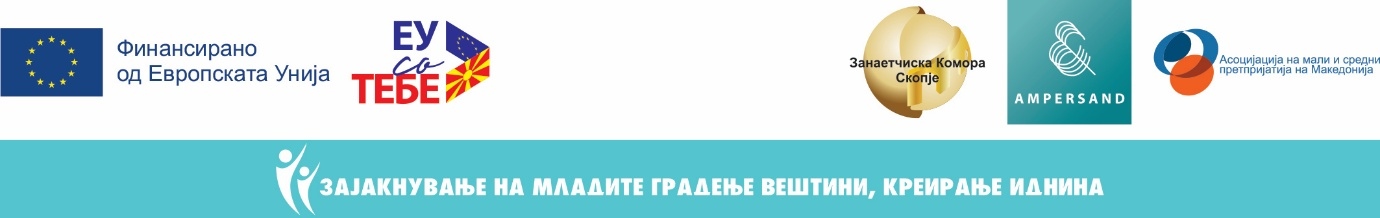 Финансирано
од Европската Унија
ЕУ
со
ТЕБЕ
Занаетчиска Комора
Скопје
AMPERSAND
Асоцијација на мали и средни
претпријатија на Македонија
ЗАЈАКНУВАЊЕ НА МЛАДИТЕ ГРАДЕЊЕ ВЕШТИНИ, КРЕИРАЊЕ ИДНИНА